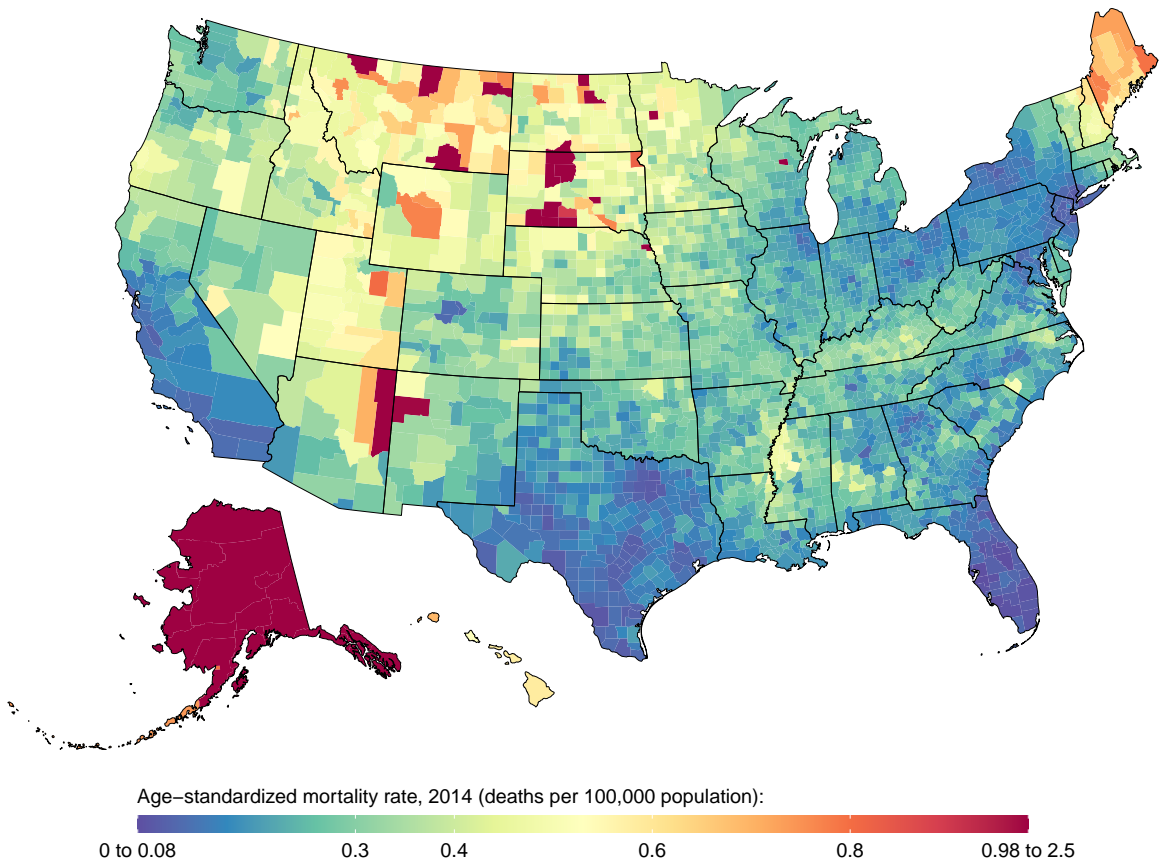 Age−standardized mortality rate, 2014 (deaths per 100,000 population):
0 to 0.08 0.3 0.4 0.6 0.8 0.98 to 2.5